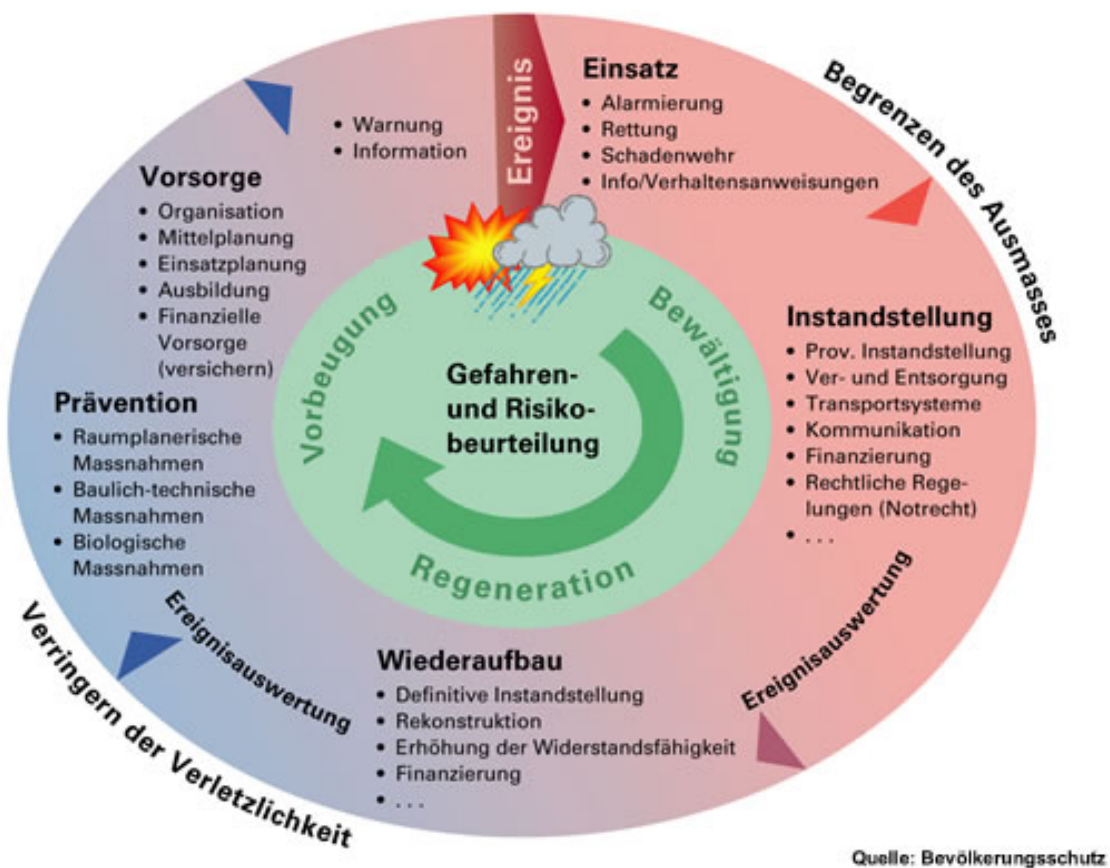 Ereignis
Einsatz
• Alarmierung
• Rettung
• Schadenwehr
• Info/Verhaltensanweisungen
Begrenzen des Ausmasses
Instandstellung
• Prov. Instandstellung
• Ver- und Entsorgung
• Transportsysteme
• Kommunikation
• Finanzierung
• Rechtliche Rege-
lungen (Notrecht)
• . . .
Ereignisauswertung
Wiederaufbau
• Definitive Instandstellung
• Rekonstruktion
• Erhöhung der Widerstandsfähigkeit
• Finanzierung
• . . .
Ereignisauswertung
Verringern der Verletzlichkeit
Prävention
• Raumplanerische
Massnahmen
• Baulich-technische
Massnahmen
• Biologische
Massnahmen
Vorsorge
• Organisation
• Mittelplanung
• Einsatzplanung
• Ausbildung
• Finanzielle
Vorsorge
(versichern)
• Warnung
• Information
Vorbeugung
Bewältigung
Regeneration
Gefahren-
und Risiko-
beurteilung
Quelle: Bevölkerungsschutz